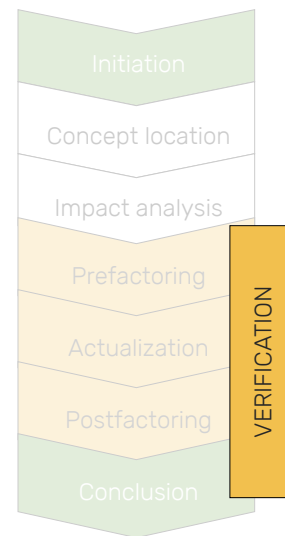 Initiation
Concept location
Impact analysis
Prefactoring
Actualization
Postfactoring
Conclusion
VERIFICATION